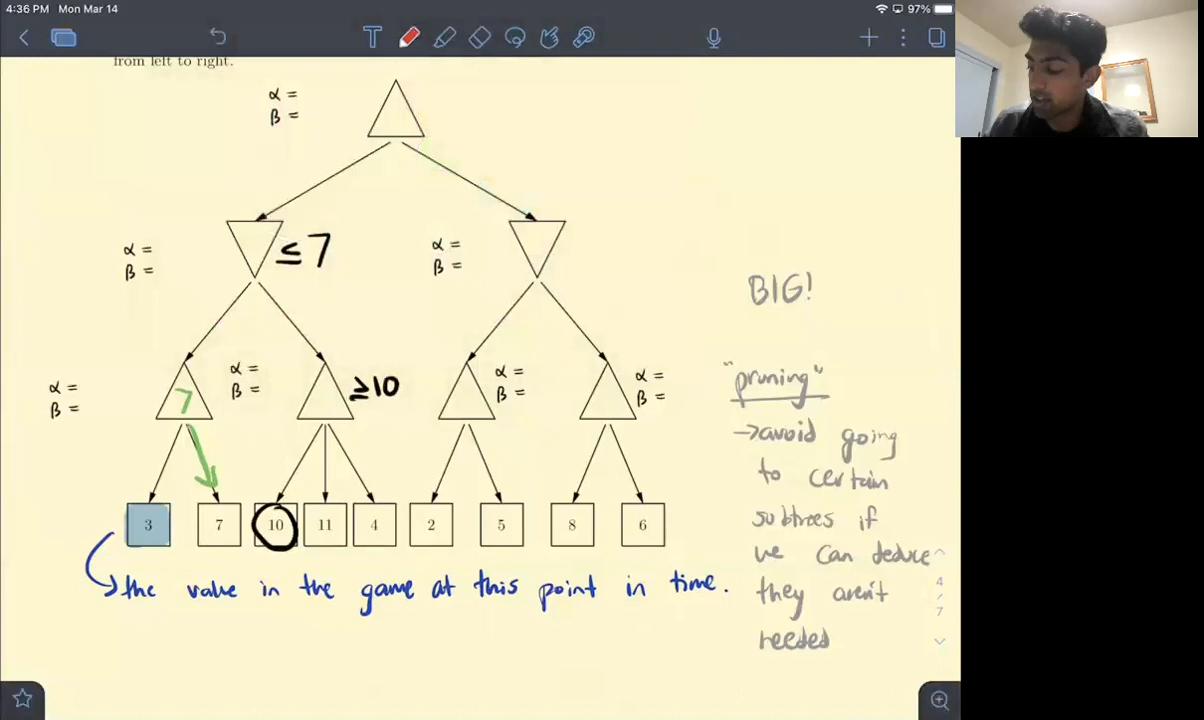 4:36 PM Mon Mar 14
97%
T
from left to right.
α =
β =
≤ 7
α =
β =
α =
β =
BIG!
α =
β =
7
α =
β =
≥10
α =
β =
α =
β =
"pruning"
→avoid going
to certain
subtrees if
we can deduce
they aren't
needed
3 7 10 11 4 2 5 8 6
the value in the game at this point in time.
4
/
7